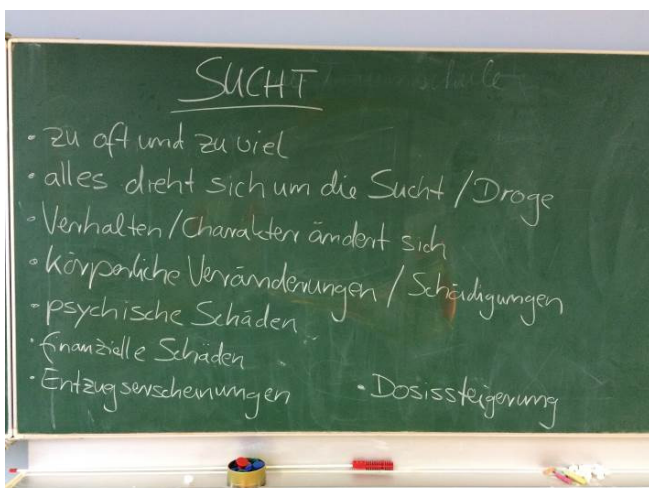 SUCHT
• zu oft und zu viel
• alles dreht sich um die Sucht / Droge
• Verhalten / Charakter ändert sich
• körperliche Veränderungen / Schädigungen
• psychische Schäden
• finanzielle Schäden
• Entzugserscheinungen • Dosissteigerung